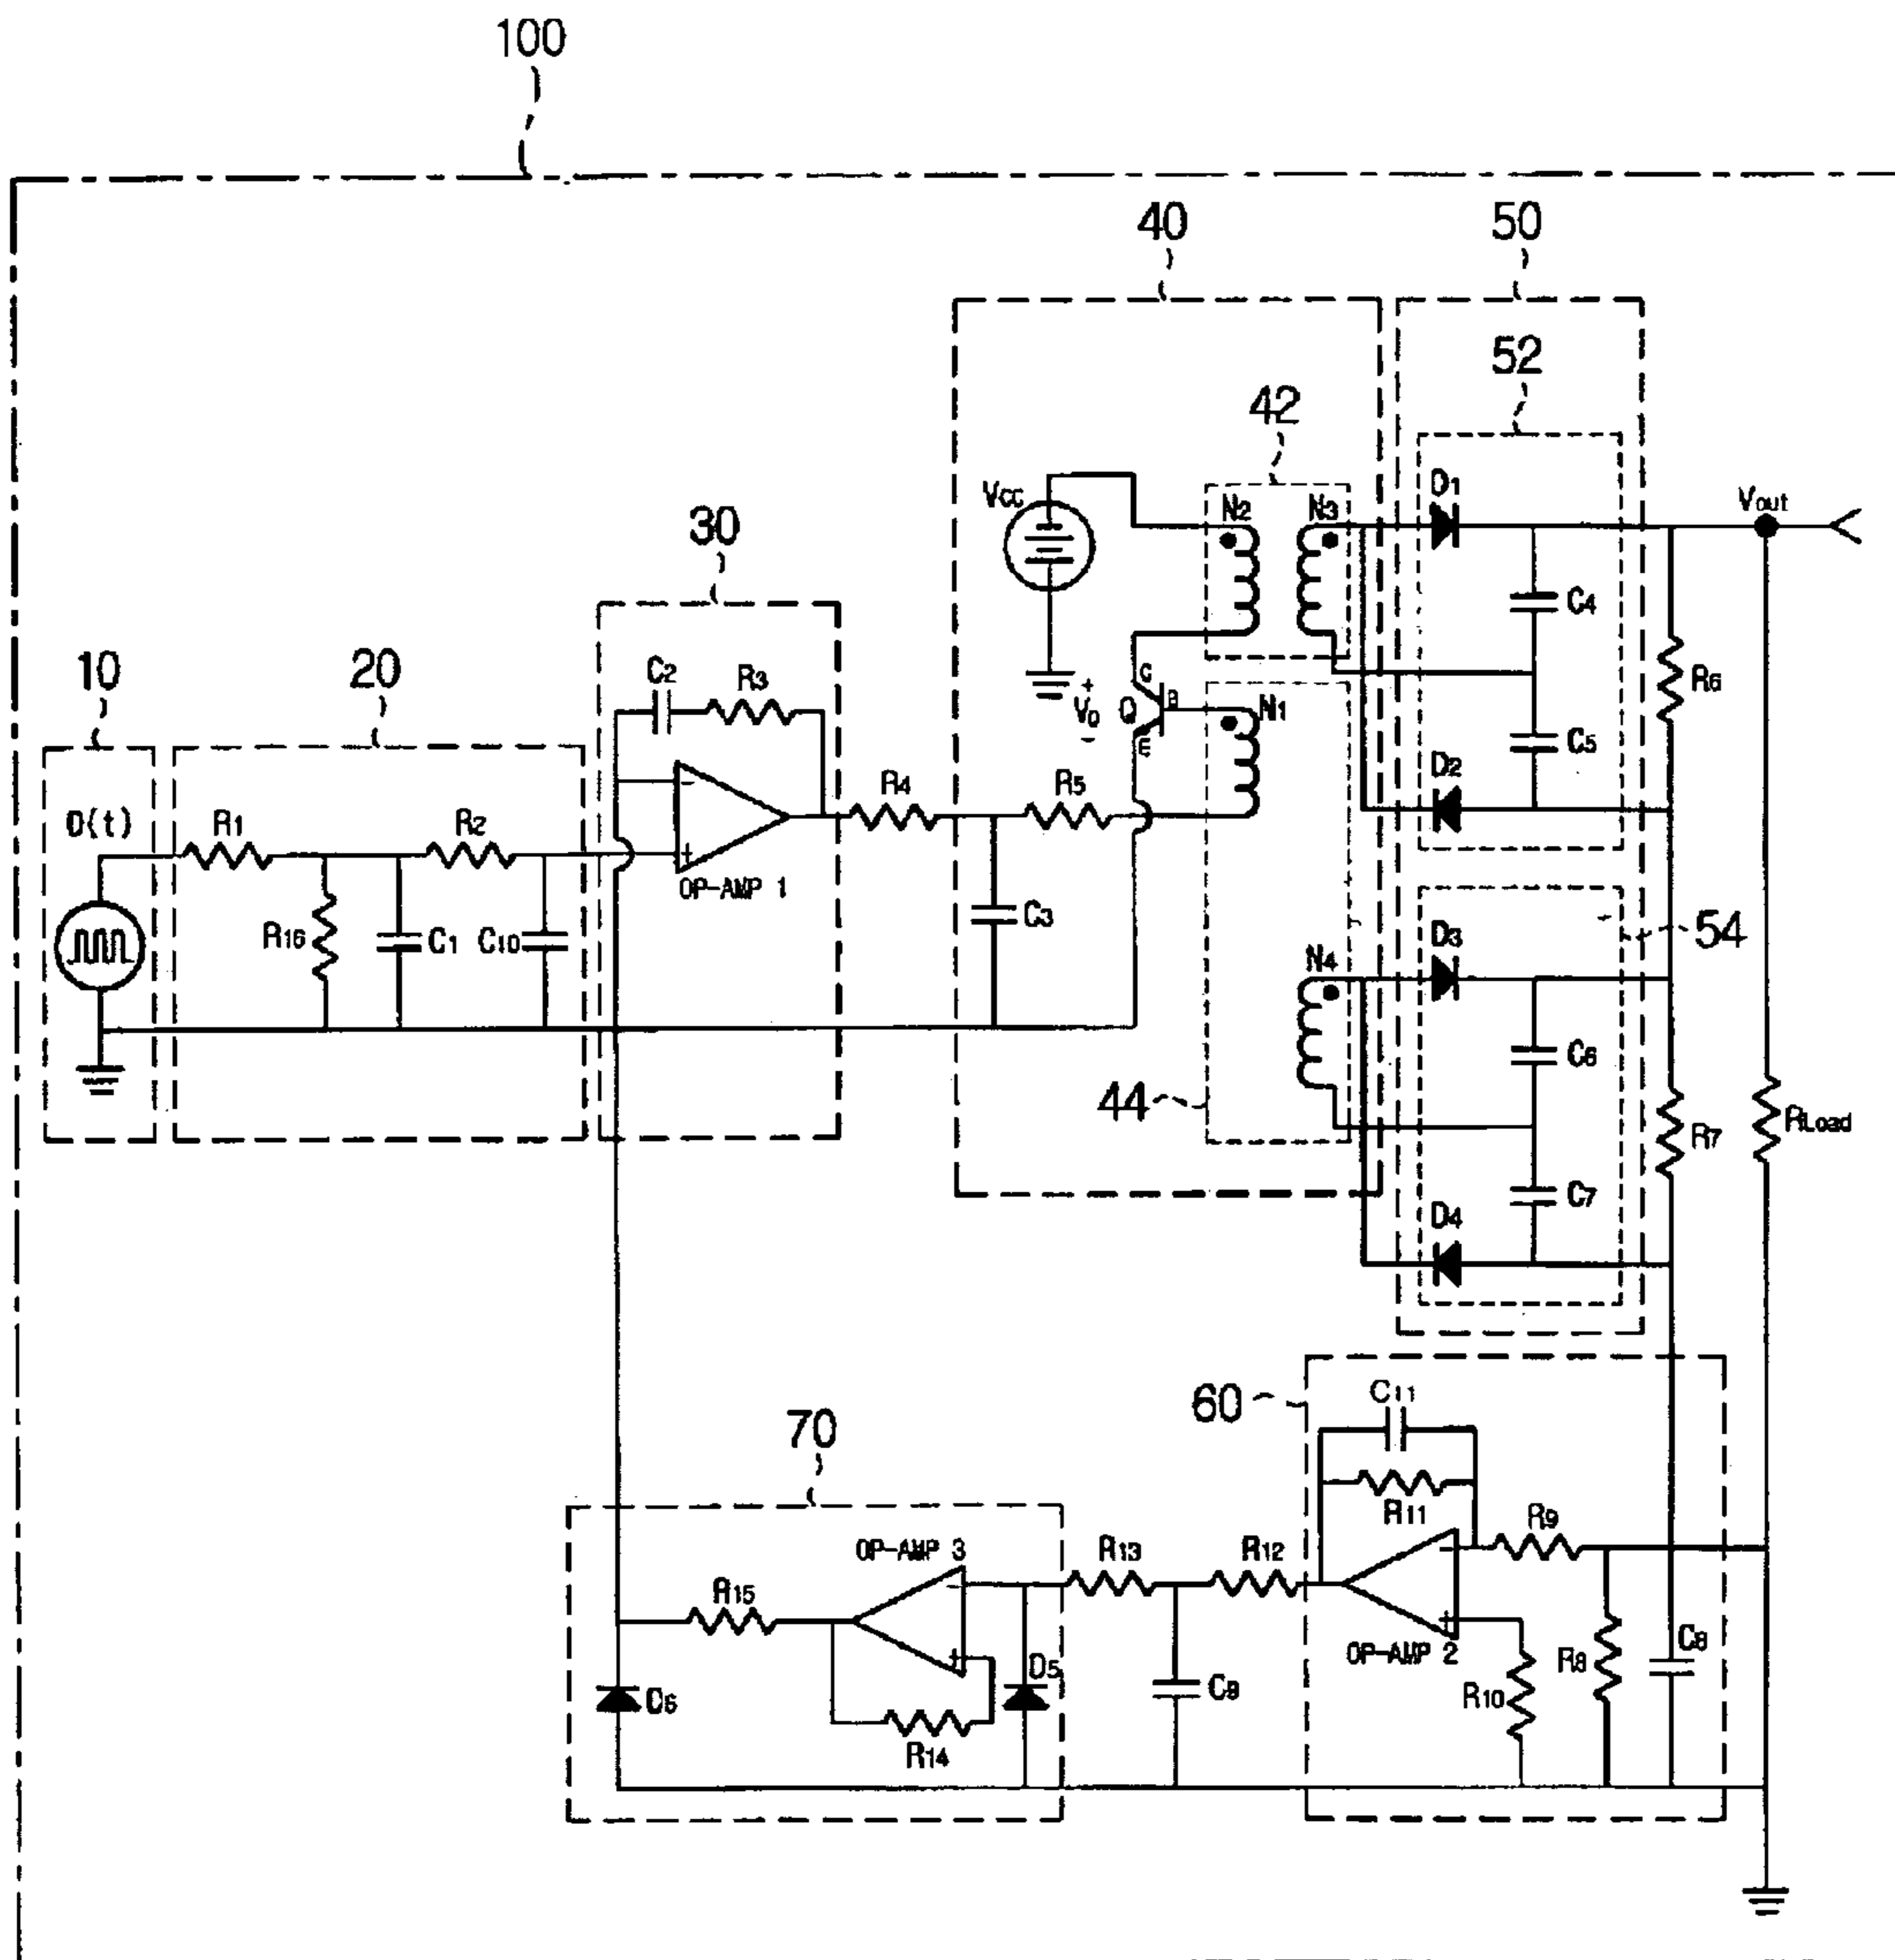 100
40
50
52
42
VCC
N2
N3
D1
Vout
30
C4
10
20
C2
R3
C
+
VQ
-
Q
B
E
N1
R6
C5
D2
D(t)
R1
R2
-
+
OP-AMP 1
R4
R5
R16
C1
C10
C3
D3
54
N4
C6
44
R7
RLoad
C7
D4
60
C11
70
R11
R9
OP-AMP 3
R13
R12
-
R15
-
+
+
OP-AMP 2
R8
C8
D5
D6
R14
C9
R10